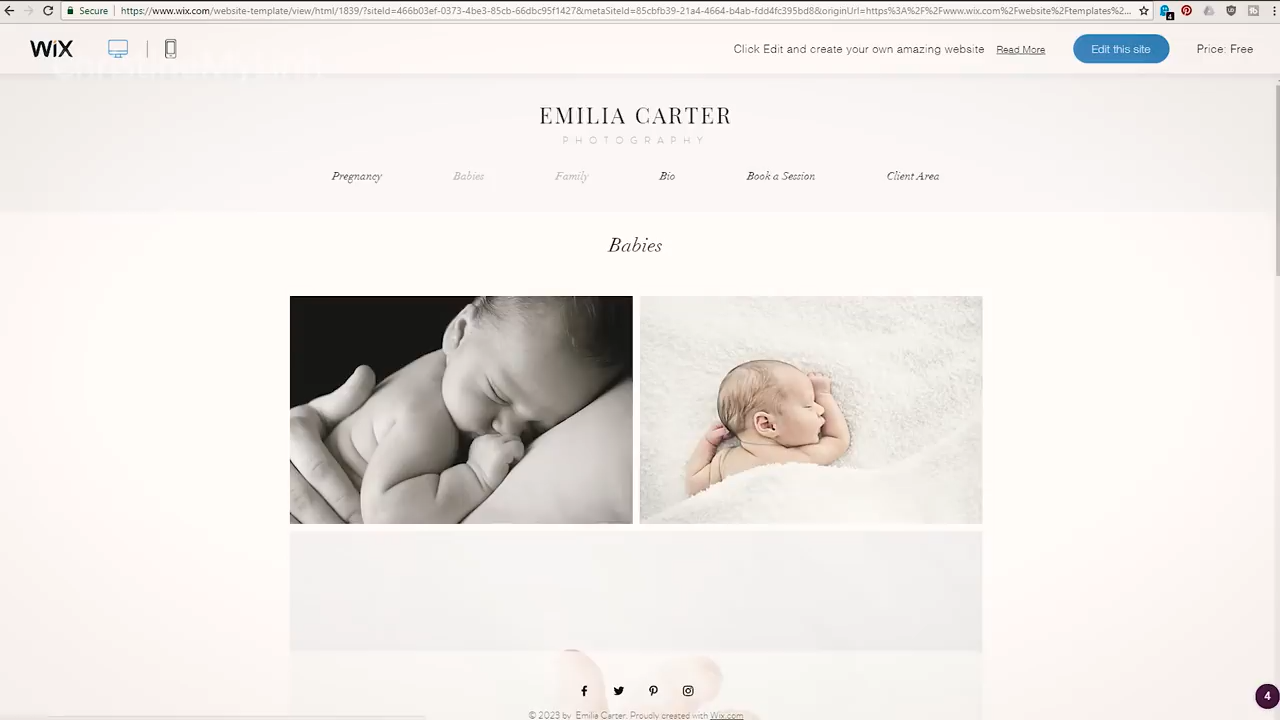 Secure https://www.wix.com/website-template/view/html/1839/?siteId=466b03ef-0373-4be3-85cb-66dbc95f1427&metaSiteId=85cbfb39-21a4-4664-b4ab-fdd4fc395bd8&originUrl=https%3A%2F%2Fwww.wix.com%2Fwebsite%2Ftemplates%2...
4
WiX Click Edit and create your own amazing website Read More Edit this site Price: Free
EMILIA CARTER
PHOTOGRAPHY
Pregnancy Babies Family Bio Book a Session Client Area
Babies
4
© 2023 by Emilia Carter. Proudly created with Wix.com